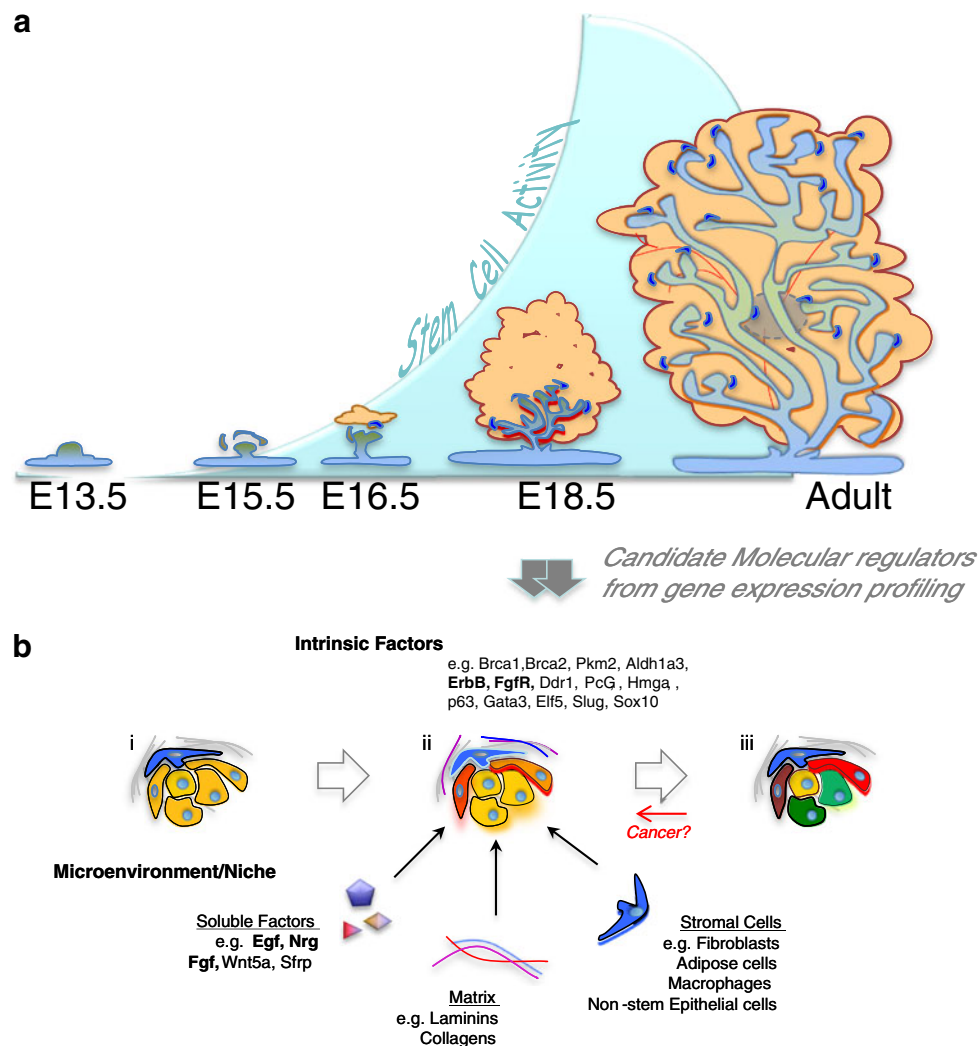 a
Stem Cell Activity
E13.5 E15.5 E16.5 E18.5 Adult
Candidate Molecular regulators
from gene expression profiling
b
Intrinsic Factors
e.g. Brca1,Brca2, Pkm2, Aldh1a3,
ErbB, FgfR, Ddr1, PcG, Hmga,,
p63, Gata3, Elf5, Slug, Sox10
i ii iii
Cancer?
Microenvironment/Niche
Soluble Factors
e.g. Egf, Nrg
Fgf, Wnt5a, Sfrp
Matrix
e.g. Laminins
Collagens
Stromal Cells
e.g. Fibroblasts
Adipose cells
Macrophages
Non-stem Epithelial cells